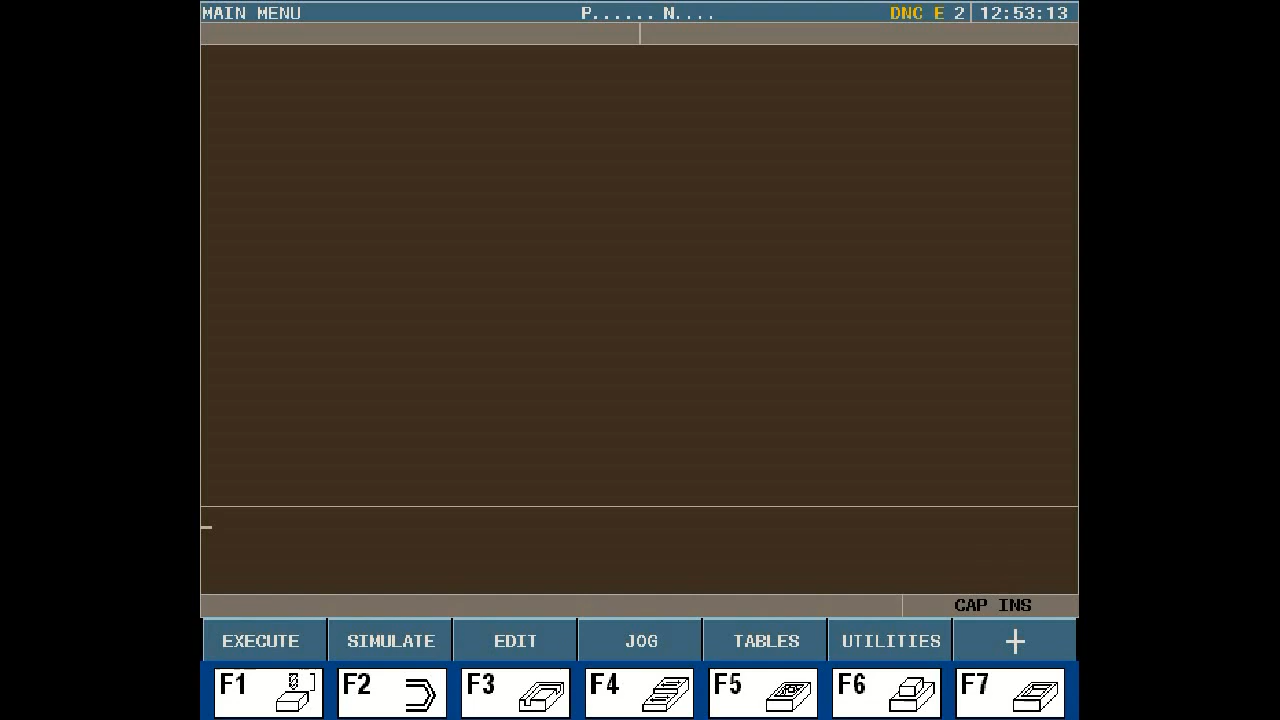 MAIN MENU P...... N.... DNC E 2 12:53:13
CAP INS
EXECUTE SIMULATE EDIT JOG TABLES UTILITIES +
F1 F2 F3 F4 F5 F6 F7